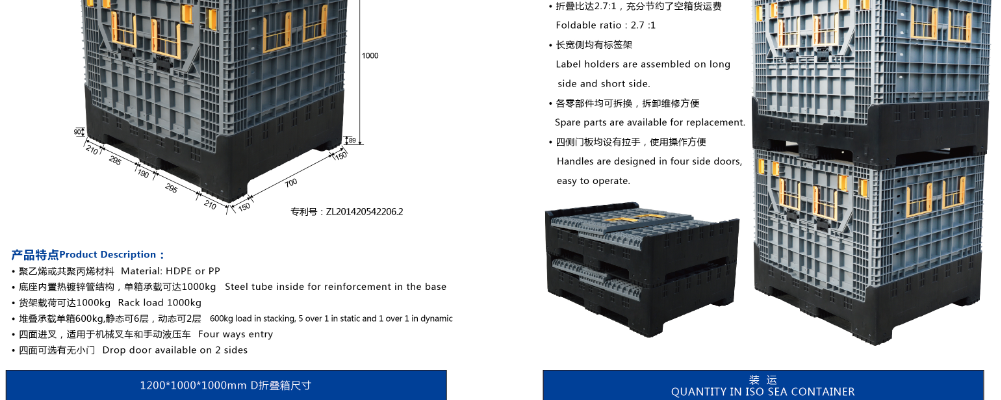 1000
90
99
210
295
190
295
210
150
700
150
专利号：ZL201420542206.2
产品特点Product Description：
• 聚乙烯或共聚丙烯材料 Material: HDPE or PP
• 底座内置热镀锌管结构，单箱承载可达1000kg Steel tube inside for reinforcement in the base
• 货架载荷可达1000kg Rack load 1000kg
• 堆叠承载单箱600kg,静态可6层，动态可2层 600kg load in stacking, 5 over 1 in static and 1 over 1 in dynamic
• 四面进叉，适用于机械叉车和手动液压车 Four ways entry
• 四面可选有无小门 Drop door available on 2 sides
1200*1000*1000mm D折叠箱尺寸
• 折叠比达2.7:1，充分节约了空箱货运费
Foldable ratio : 2.7 :1
• 长宽侧均有标签架
Label holders are assembled on long
side and short side.
• 各零部件均可拆换，拆卸维修方便
Spare parts are available for replacement.
• 四侧门板均设有拉手，使用操作方便
Handles are designed in four side doors,
easy to operate.
装 运
QUANTITY IN ISO SEA CONTAINER